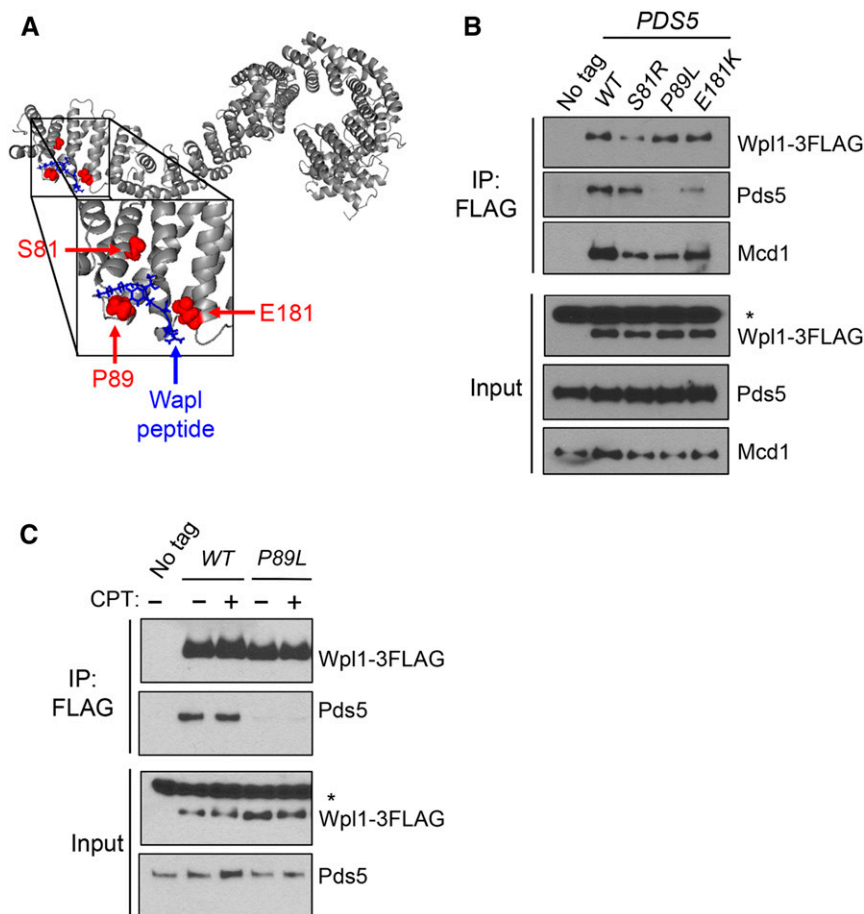 A
S81
E181
P89
Wapl
peptide
B
PDS5
No tag
WT
S81R
P89L
E181K
IP:
FLAG
Wpl1-3FLAG
Pds5
Mcd1
Input
*
Wpl1-3FLAG
Pds5
Mcd1
C
No tag
WT
P89L
CPT: – – + – +
IP:
FLAG
Wpl1-3FLAG
Pds5
Input
*
Wpl1-3FLAG
Pds5